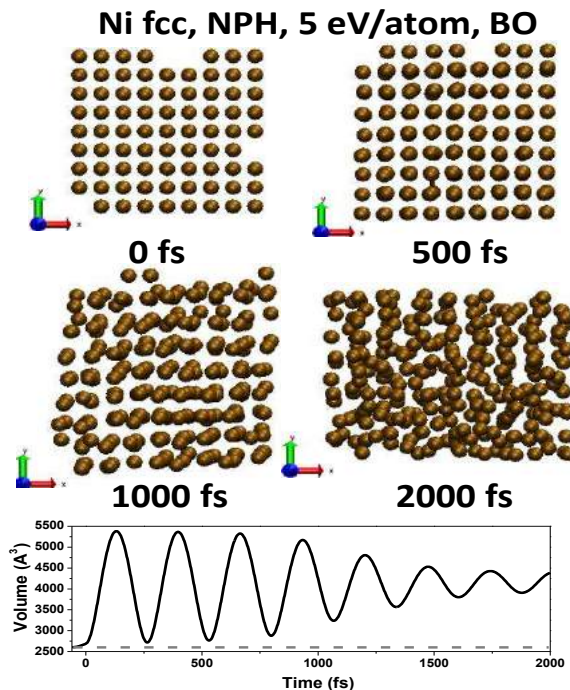 Ni fcc, NPH, 5 eV/atom, BO
y
x
y
x
0 fs
500 fs
y
x
y
x
1000 fs
2000 fs
5500
5000
4500
4000
3500
3000
2500
Volume (Å³)
0 500 1000 1500 2000
Time (fs)